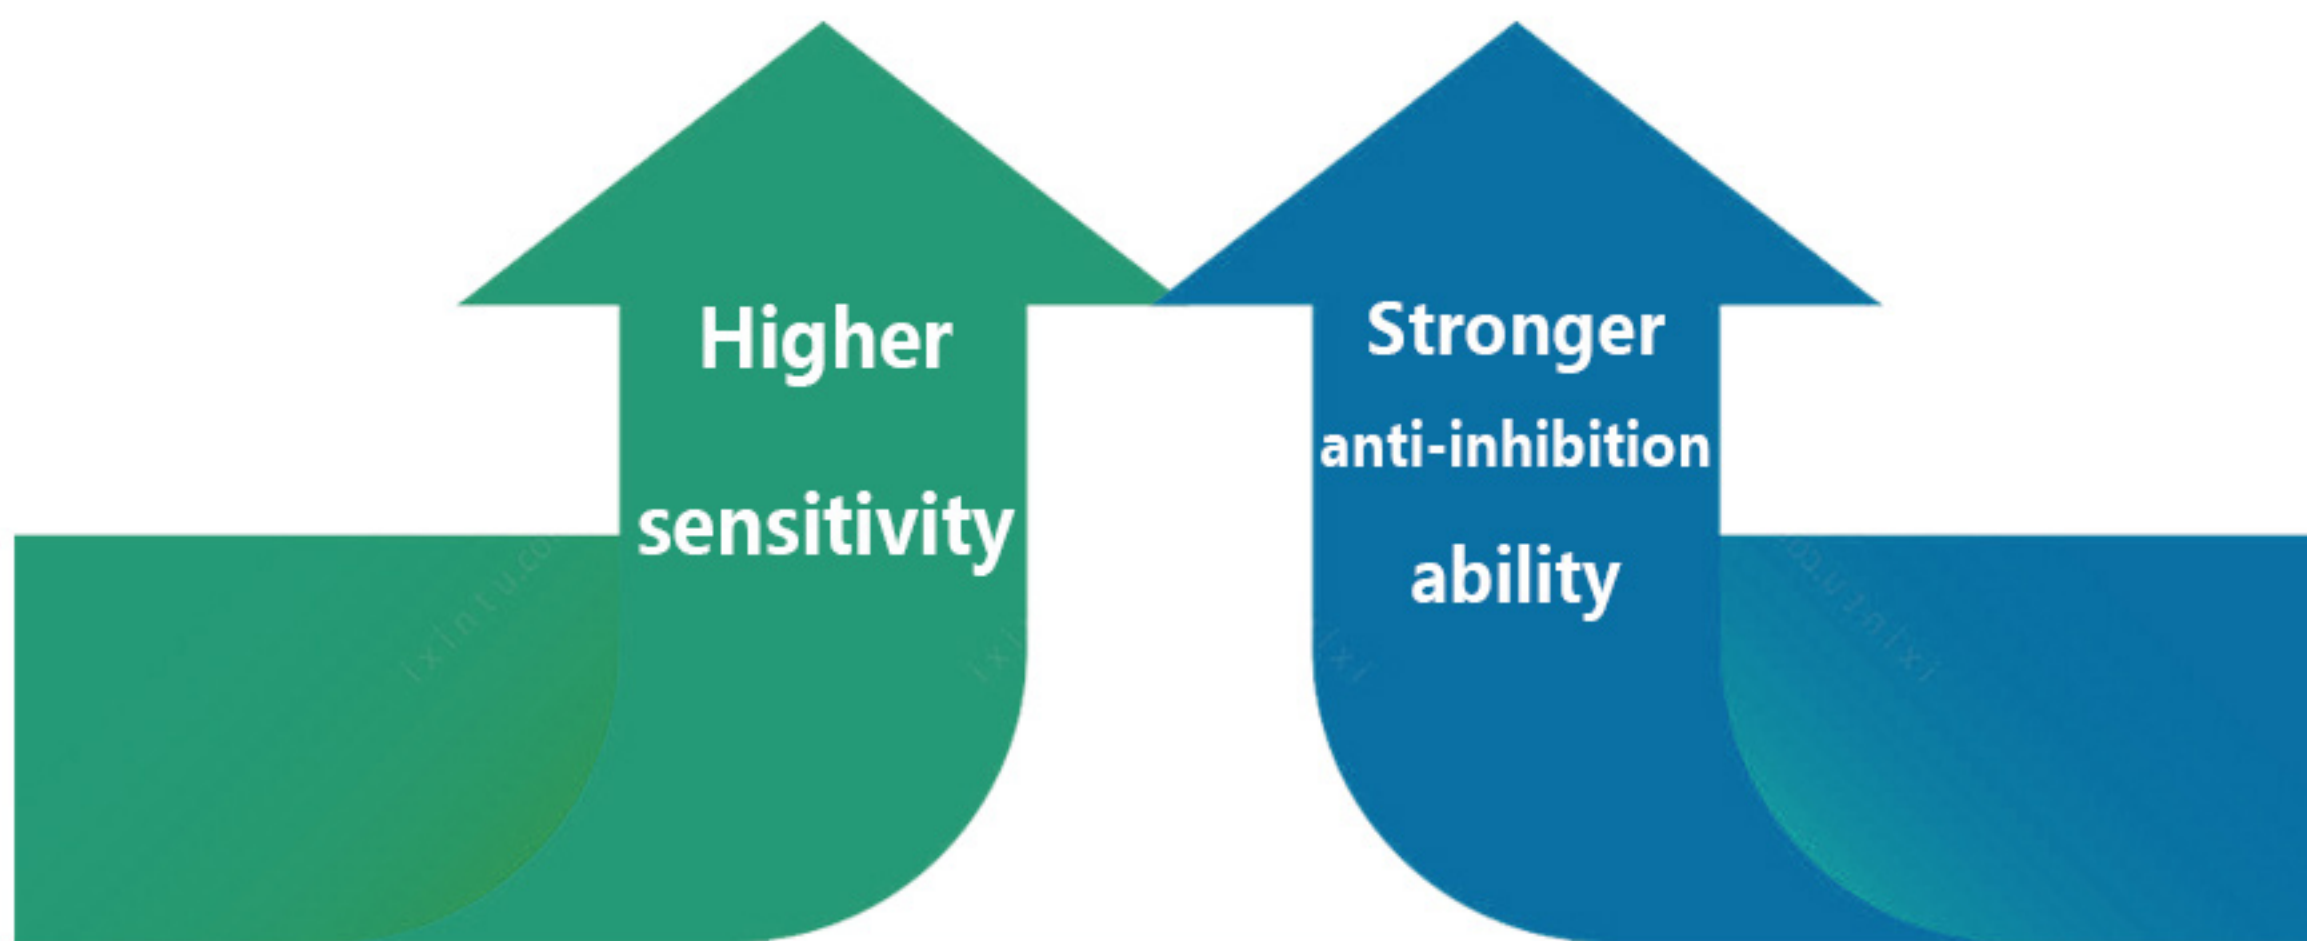 Higher
sensitivity
Stronger
anti-inhibition
ability